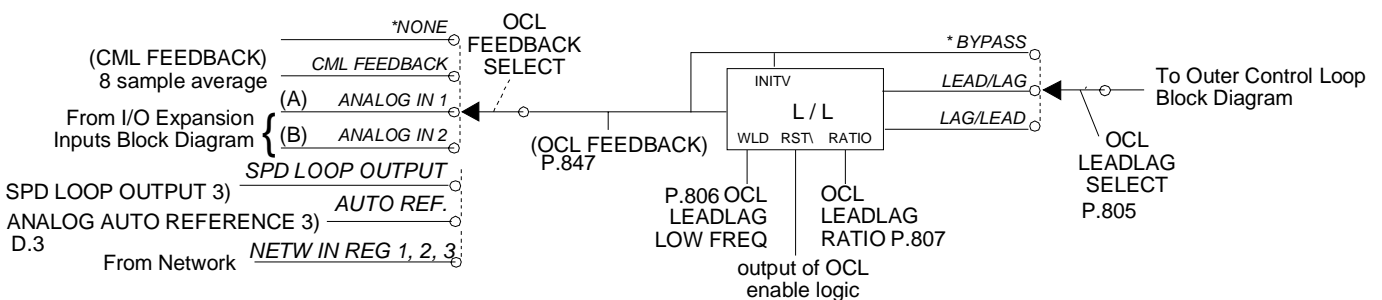 *NONE
(CML FEEDBACK)
8 sample average
CML FEEDBACK
From I/O Expansion
Inputs Block Diagram
{
(A)
ANALOG IN 1
(B)
ANALOG IN 2
SPD LOOP OUTPUT 3)
SPD LOOP OUTPUT
ANALOG AUTO REFERENCE 3)
D.3
AUTO REF.
From Network
NETW IN REG 1, 2, 3
OCL
FEEDBACK
SELECT
(OCL FEEDBACK)
P.847
INITV
L / L
WLD RST\ RATIO
P.806 OCL
LEADLAG
LOW FREQ
output of OCL
enable logic
OCL
LEADLAG
RATIO P.807
* BYPASS
LEAD/LAG
LAG/LEAD
OCL
LEADLAG
SELECT
P.805
To Outer Control Loop
Block Diagram